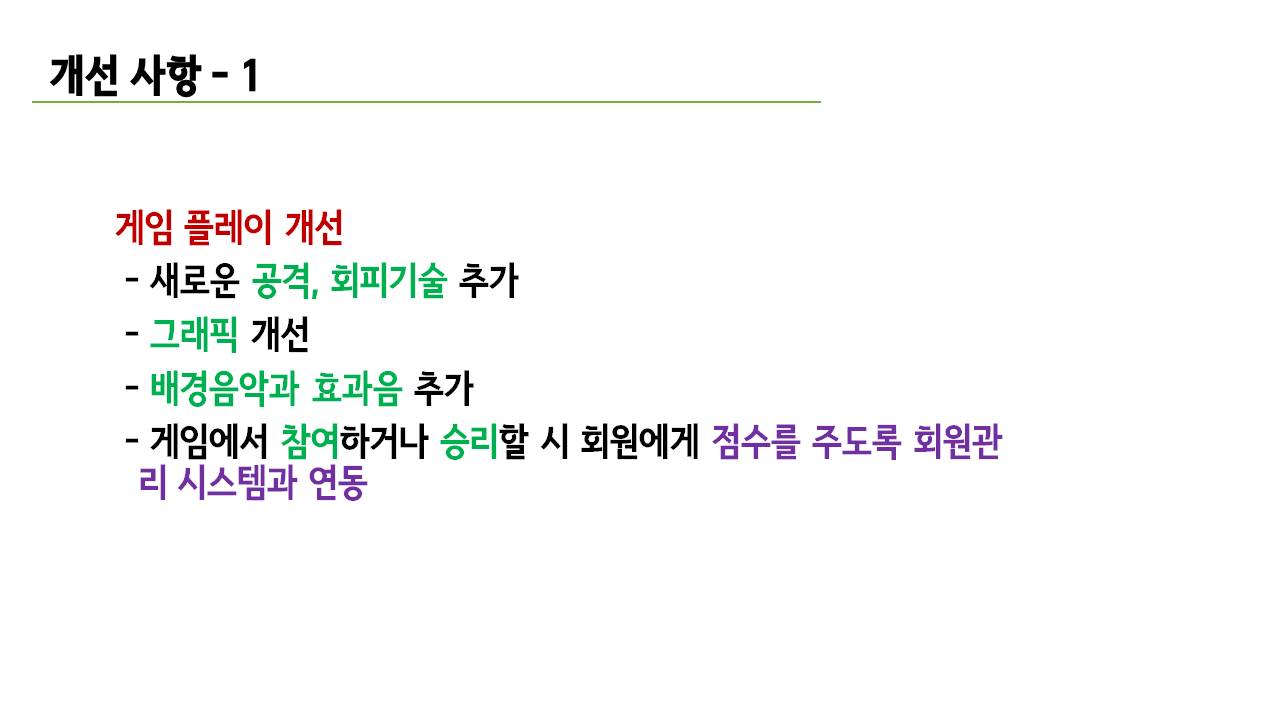 개선 사항 - 1
게임 플레이 개선
- 새로운 공격, 회피기술 추가
- 그래픽 개선
- 배경음악과 효과음 추가
- 게임에서 참여하거나 승리할 시 회원에게 점수를 주도록 회원관
리 시스템과 연동